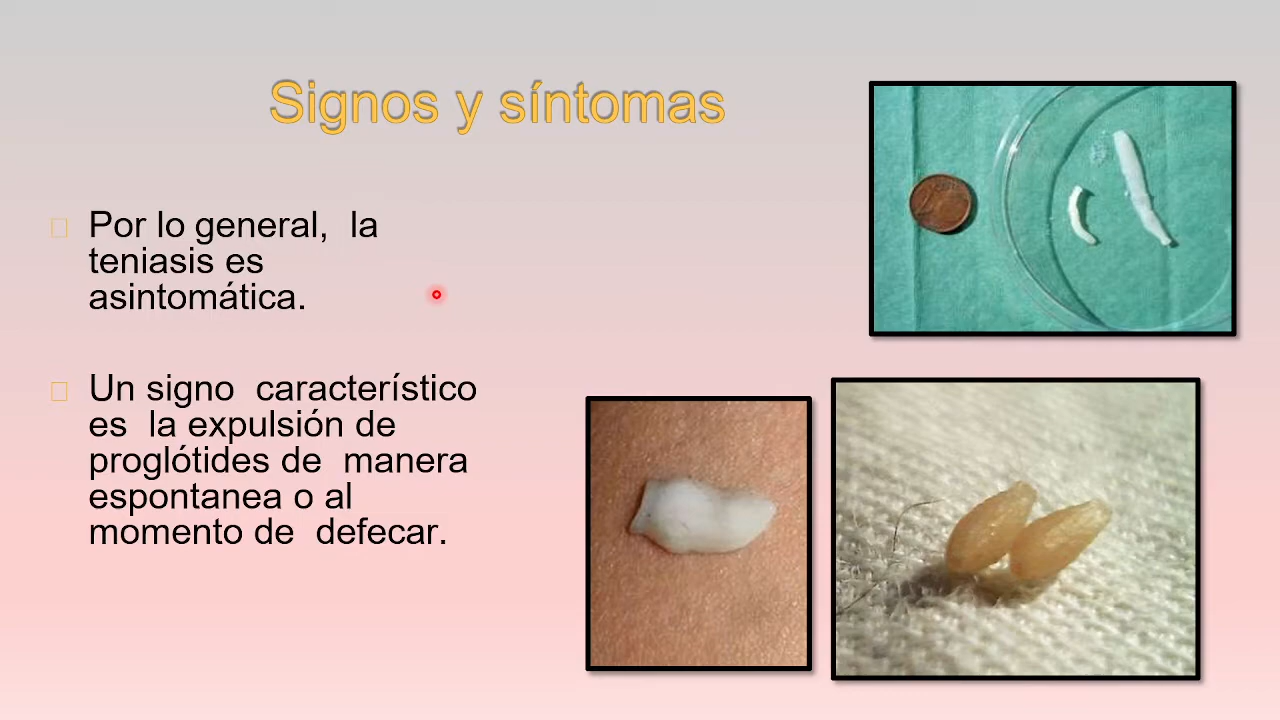 Signos y síntomas
Por lo general, la
teniasis es
asintomática.
Un signo característico
es la expulsión de
proglótides de manera
espontanea o al
momento de defecar.